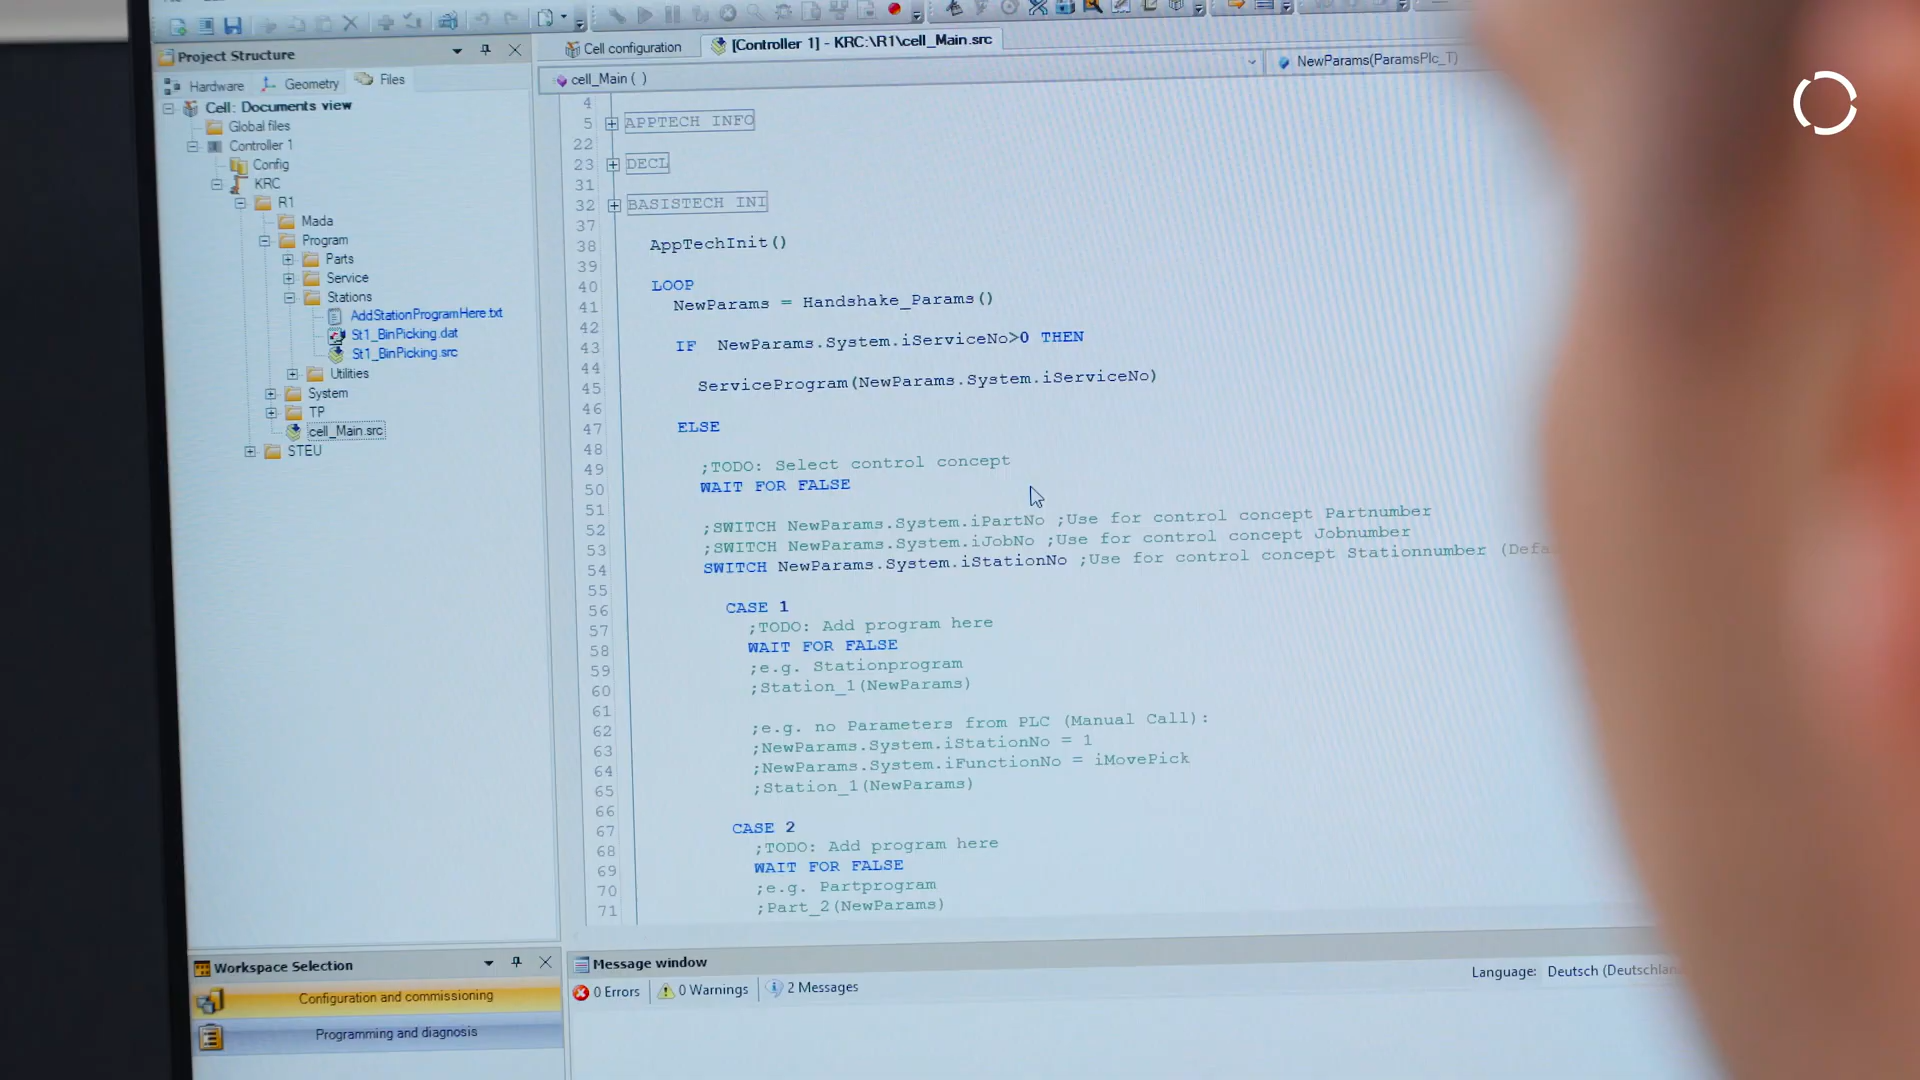 Project Structure
Hardware
Geometry
Files
Cell: Documents view
Global files
Controller 1
Config
KRC
R1
Mada
Program
Parts
Service
Stations
AddStationProgramHere.txt
St1_BinPicking.dat
St1_BinPicking.src
Utilities
System
TP
cell_Main.src
STEU
Workspace Selection
Configuration and commissioning
Programming and diagnosis
Cell configuration
[Controller 1] - KRC:\R1\cell_Main.src
cell_Main ( )
NewParams(ParamsPlc_T)
4
5 APPTECH INFO
22
23 DECL
31
32 BASISTECH INI
37
38 AppTechInit()
39
40 LOOP
41 NewParams = Handshake_Params()
42
43 IF NewParams.System.iServiceNo>0 THEN
44
45 ServiceProgram(NewParams.System.iServiceNo)
46
47 ELSE
48
49 ;TODO: Select control concept
50 WAIT FOR FALSE
51
52 ;SWITCH NewParams.System.iPartNo ;Use for control concept Partnumber
53 ;SWITCH NewParams.System.iJobNo ;Use for control concept Jobnumber
54 SWITCH NewParams.System.iStationNo ;Use for control concept Stationnumber (Defa
55
56 CASE 1
57 ;TODO: Add program here
58 WAIT FOR FALSE
59 ;e.g. Stationprogram
60 ;Station_1(NewParams)
61
62 ;e.g. no Parameters from PLC (Manual Call):
63 ;NewParams.System.iStationNo = 1
64 ;NewParams.System.iFunctionNo = iMovePick
65 ;Station_1(NewParams)
66
67 CASE 2
68 ;TODO: Add program here
69 WAIT FOR FALSE
70 ;e.g. Partprogram
71 ;Part_2(NewParams)
Message window
0 Errors
0 Warnings
2 Messages
Language: Deutsch (Deutschlan